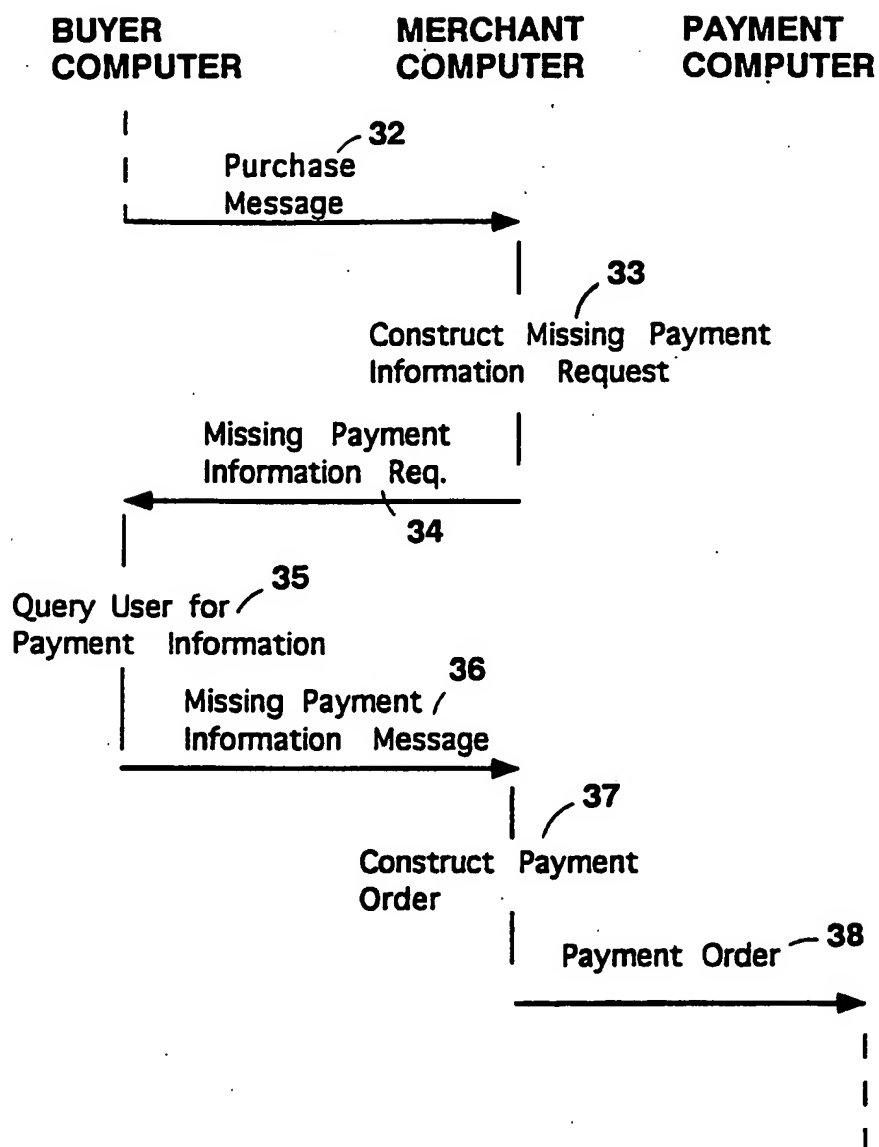 BUYER COMPUTER
MERCHANT COMPUTER
PAYMENT COMPUTER
32
Purchase
Message
33
Construct Missing Payment
Information Request
Missing Payment
Information Req.
34
35
Query User for
Payment Information
36
Missing Payment
Information Message
37
Construct Payment
Order
38
Payment Order